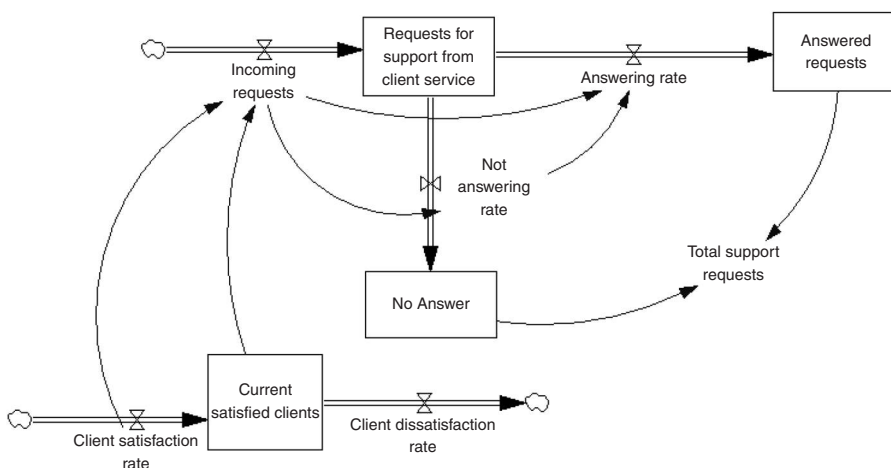 Requests for
support from
client service
Answered
requests
Incoming
requests
Answering rate
Not
answering
rate
Total support
requests
No Answer
Current
satisfied clients
Client satisfaction
rate
Client dissatisfaction
rate